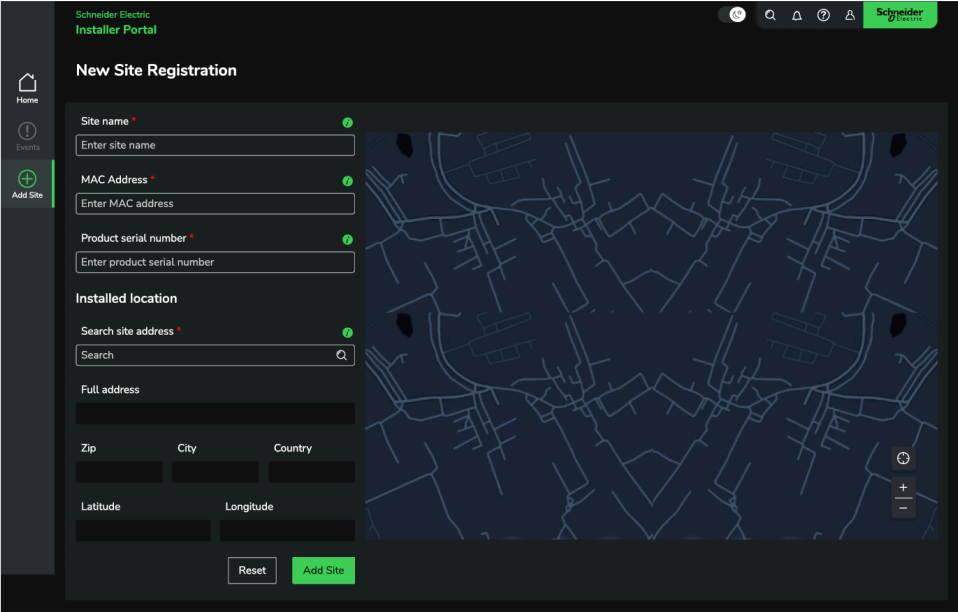 Schneider Electric
Installer Portal
Schneider Electric
New Site Registration
Home
Events
Add Site
Site name *
Enter site name
MAC Address *
Enter MAC address
Product serial number *
Enter product serial number
Installed location
Search site address *
Search
Full address
Zip City Country
Latitude Longitude
Reset Add Site